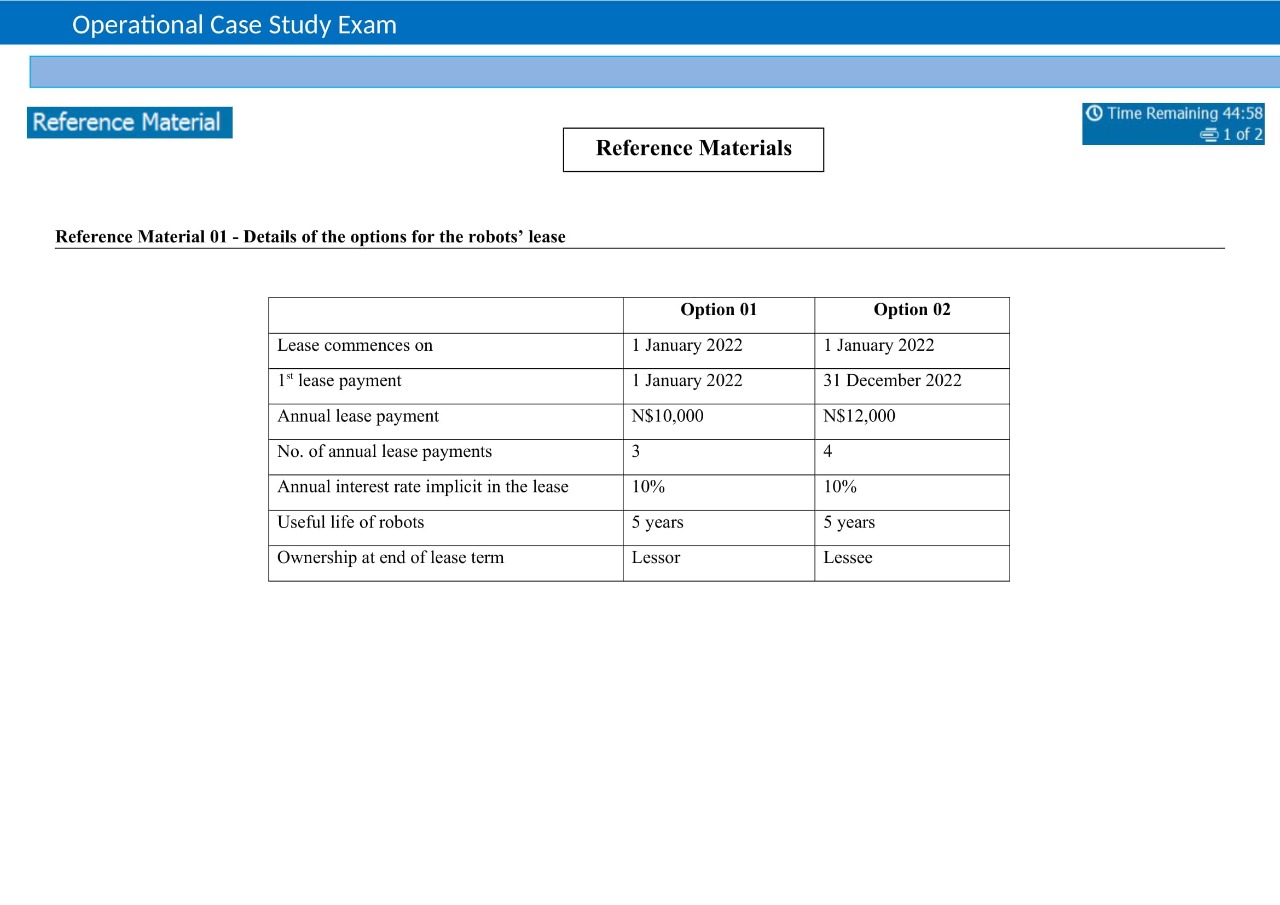 Operational Case Study Exam
Reference Material
Time Remaining 44:58
1 of 2
Reference Materials
Reference Material 01 - Details of the options for the robots’ lease
Option 01 Option 02
Lease commences on 1 January 2022 1 January 2022
1st lease payment 1 January 2022 31 December 2022
Annual lease payment N$10,000 N$12,000
No. of annual lease payments 3 4
Annual interest rate implicit in the lease 10% 10%
Useful life of robots 5 years 5 years
Ownership at end of lease term Lessor Lessee